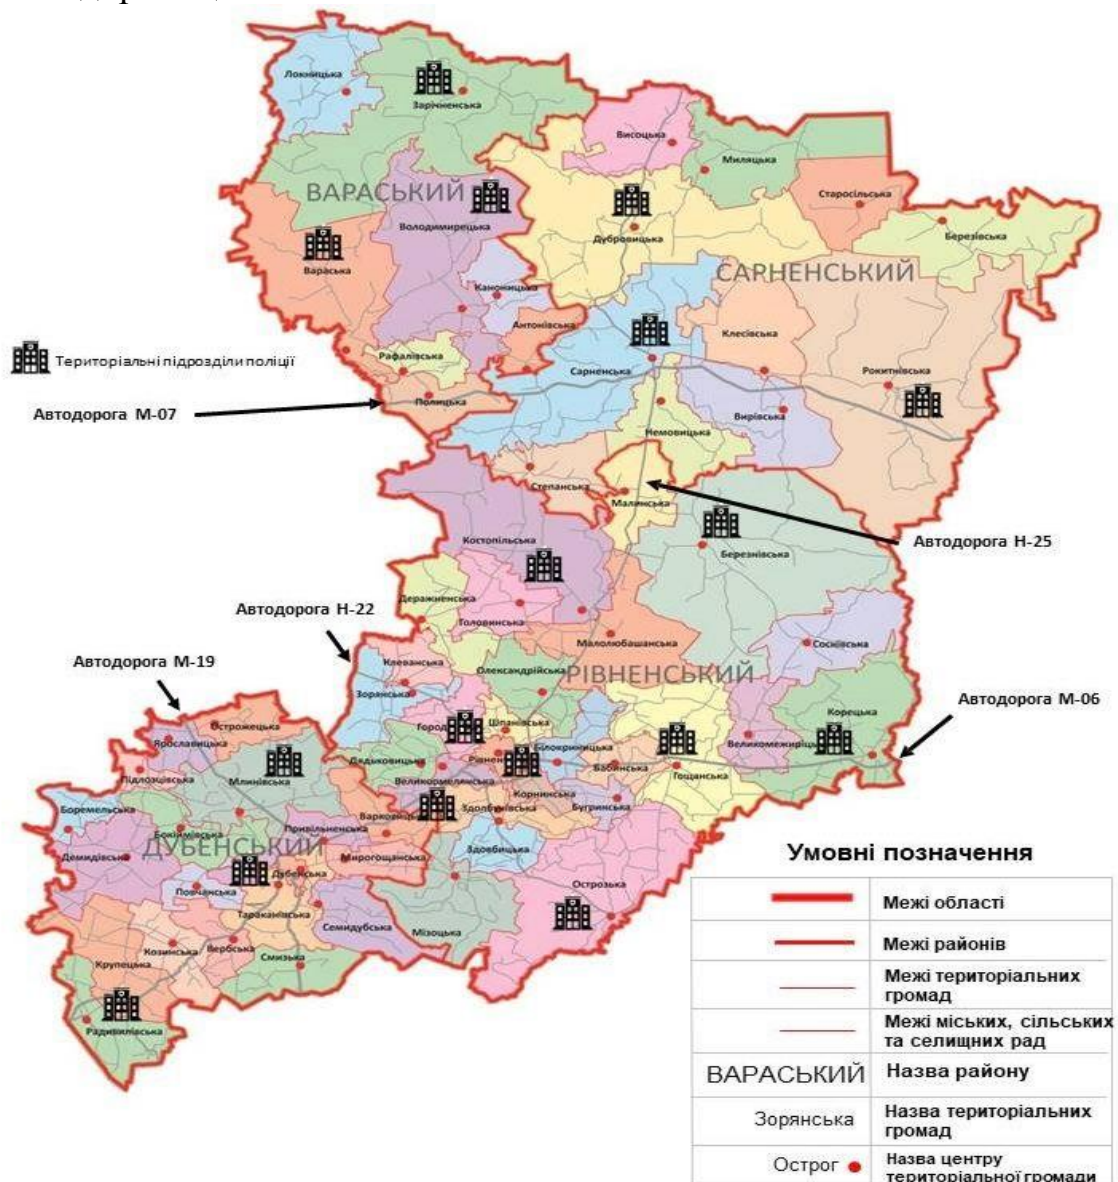 Локницька
Зарічненська
Висоцька
Миляцька
ВАРАСЬКИЙ
Старосільська
Володимирецька
Дубровицька
Березівська
Вараська
САРНЕНСЬКИЙ
Каноницька
Антонівська
Клесівська
Територіальні підрозділи поліції
Рафалівська
Сарненська
Рокитнівська
Полицька
Автодорога М-07
Вирівська
Немовицька
Степанська
Малинська
Автодорога Н-25
Костопільська
Березнівська
Деражненська
Автодорога Н-22
Головинська
Малолюбашанська
Соснівська
Автодорога М-19
Клеванська
Олександрійська
РІВНЕНСЬКИЙ
Зорянська
Автодорога М-06
Корецька
Острожецька
Город
Шпанівська
Ярославицька
Білокриницька
Великомежиріцька
Рівнен
Дядьковицька
Підлозцівська
Млинівська
Великоомелянська
Бабинська
Гощанська
Корнинська
Боремельська
Бугринська
Здолбунівська
Варковицька
Привільненська
Бокіймівська
ДУБЕНСЬКИЙ
Здовбицька
Демидівська
Мирогощанська
Дубенська
Повчанська
Острозька
Тараканівська
Семидубська
Мізоцька
Козинська
Вербська
Крупецька
Смизька
Радивилівська
Умовні позначення
Межі області
Межі районів
Межі територіальних
громад
Межі міських, сільських
та селищних рад
ВАРАСЬКИЙ Назва району
Зорянська Назва територіальних
громад
Острог Назва центру
територіальної громади